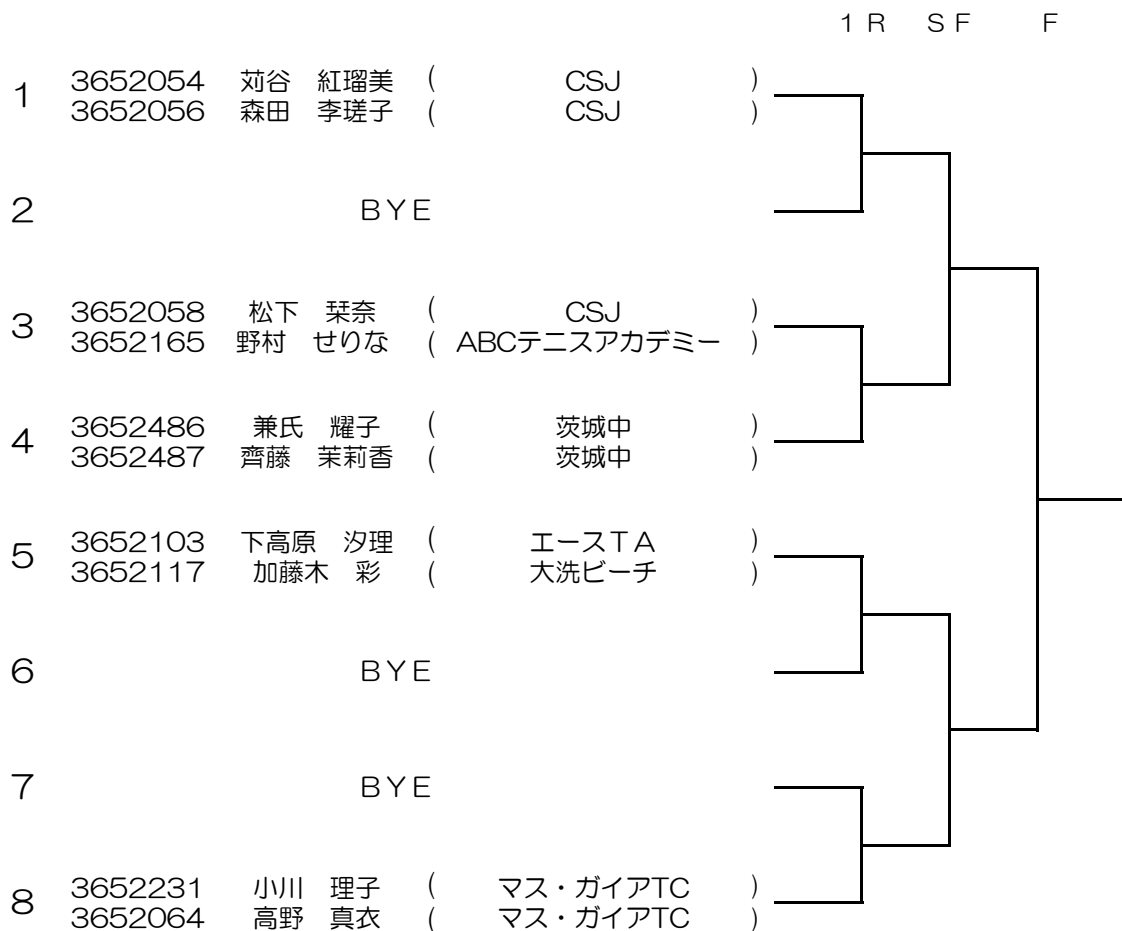 １Ｒ ＳＦ Ｆ
1 3652054 苅谷　紅瑠美 ( CSJ )
3652056 森田　李瑳子 ( CSJ )
2 ＢＹＥ
3 3652058 松下　栞奈 ( CSJ )
3652165 野村　せりな ( ABCテニスアカデミー )
4 3652486 兼氏　耀子 ( 茨城中 )
3652487 齊藤　茉莉香 ( 茨城中 )
5 3652103 下高原　汐理 ( エースＴＡ )
3652117 加藤木　彩 ( 大洗ビーチ )
6 ＢＹＥ
7 ＢＹＥ
8 3652231 小川　理子 ( マス・ガイアTC )
3652064 高野　真衣 ( マス・ガイアTC )